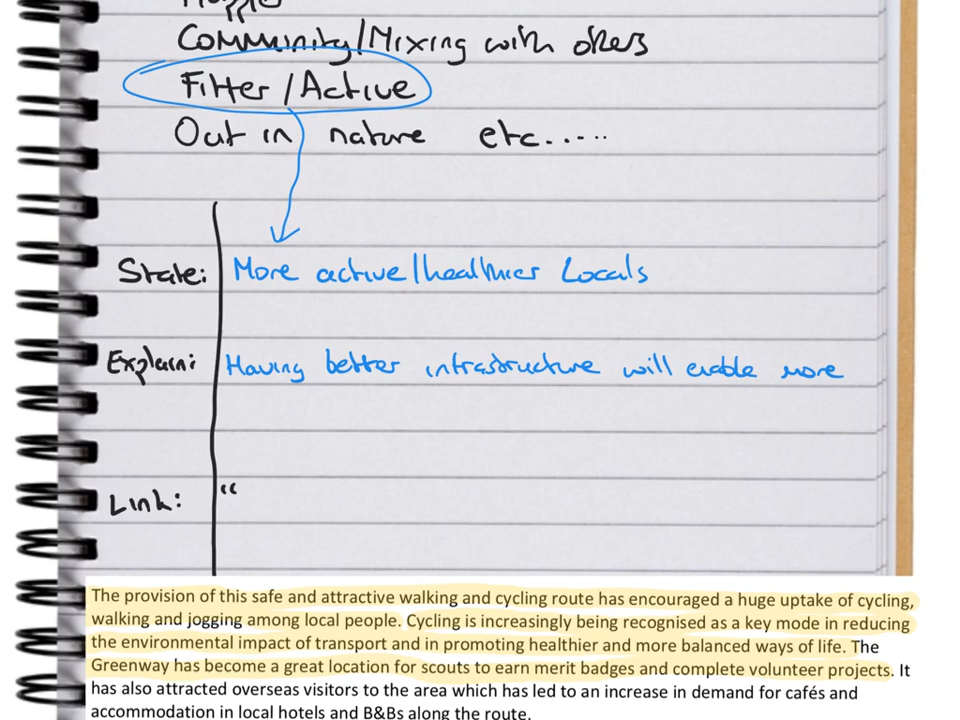 Community/Mixing with others
Fitter/Active
Out in nature etc.....
State: More active/healthier Locals
Explain: Having better infrastructure will enable more
Link: "
The provision of this safe and attractive walking and cycling route has encouraged a huge uptake of cycling,
walking and jogging among local people. Cycling is increasingly being recognised as a key mode in reducing
the environmental impact of transport and in promoting healthier and more balanced ways of life. The
Greenway has become a great location for scouts to earn merit badges and complete volunteer projects. It
has also attracted overseas visitors to the area which has led to an increase in demand for cafés and
accommodation in local hotels and B&Bs along the route.